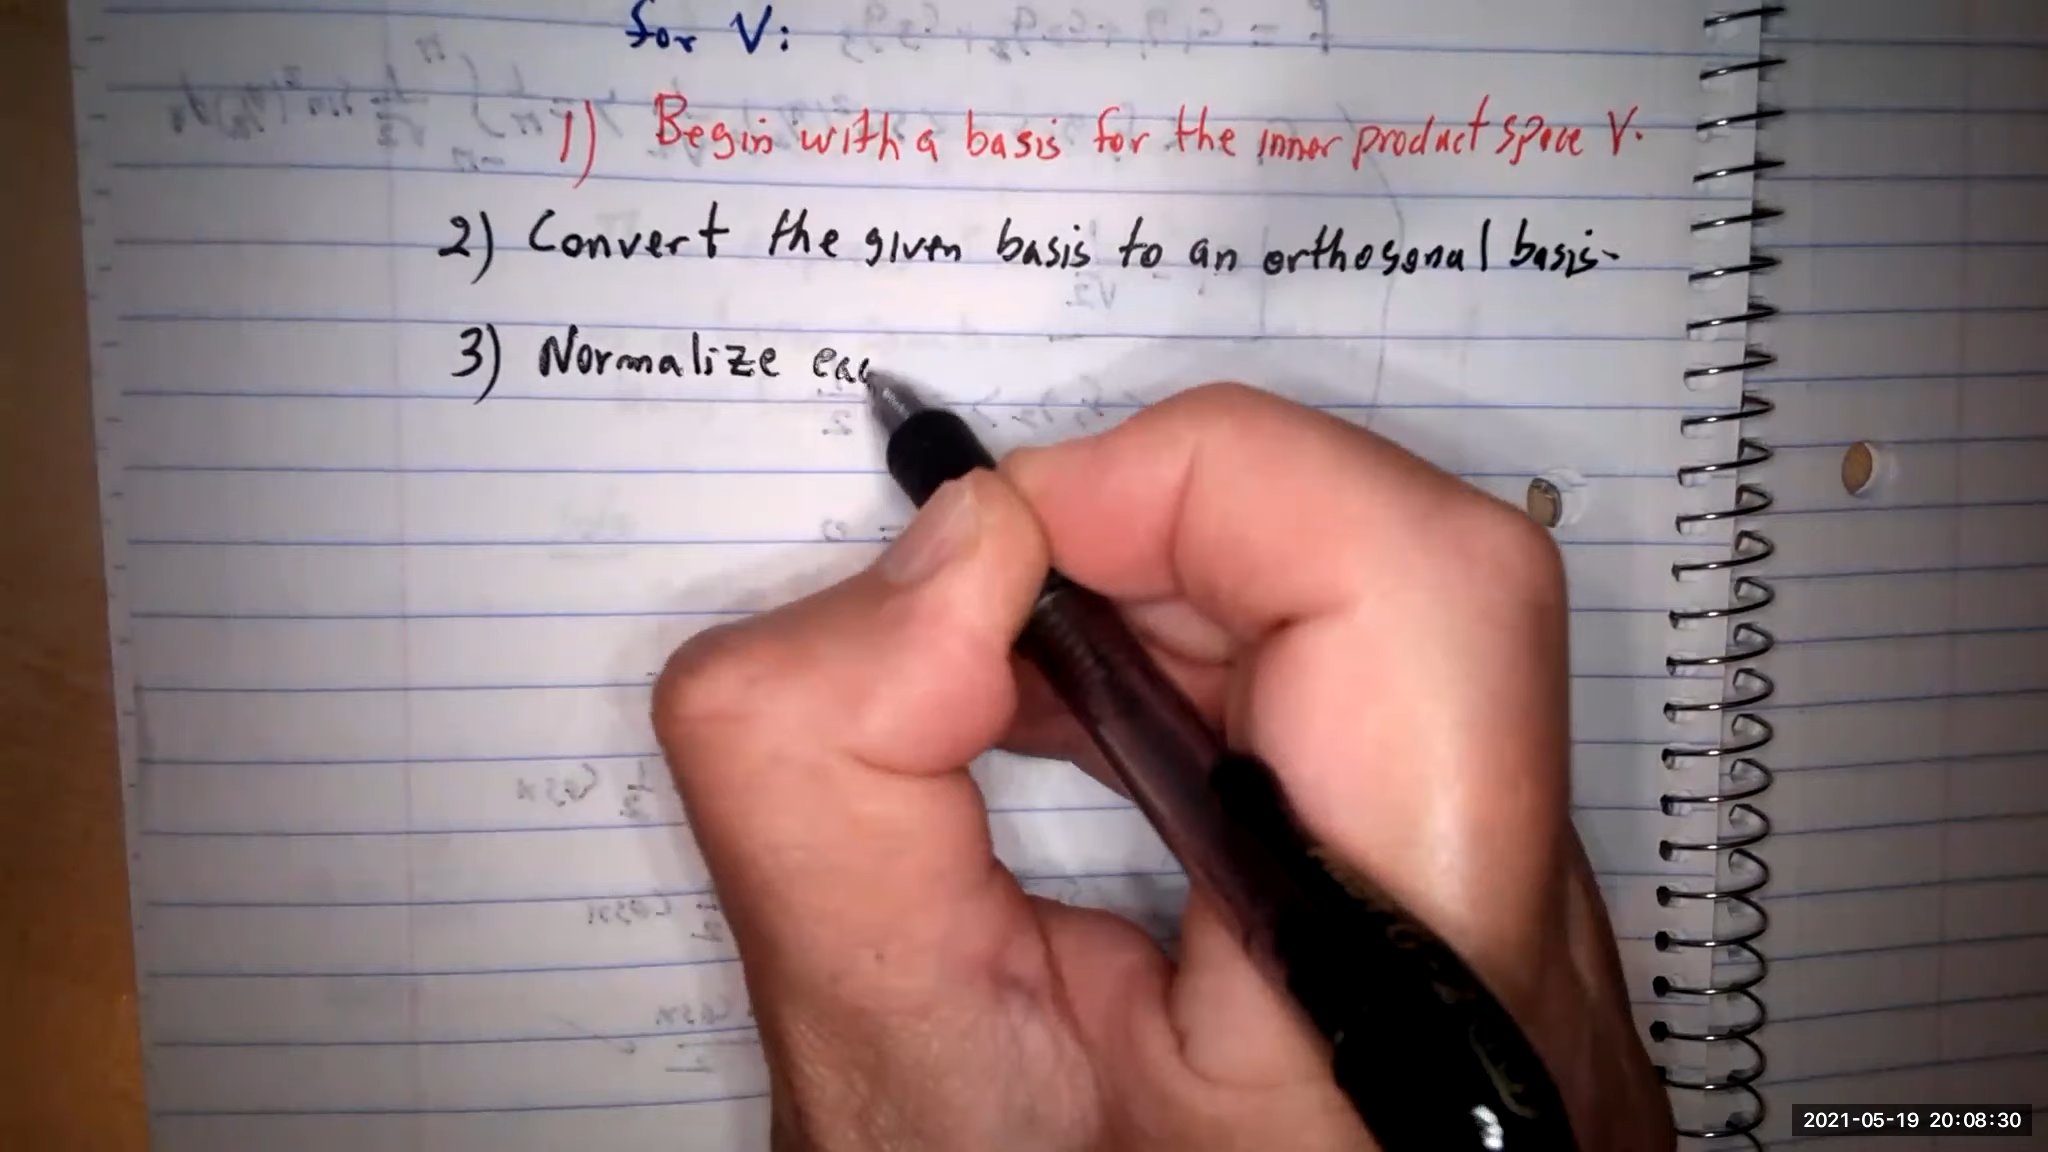 for V:
1) Begin with a basis for the inner product space V.
2) Convert the given basis to an orthogonal basis.
3) Normalize eac
2021-05-19 20:08:30